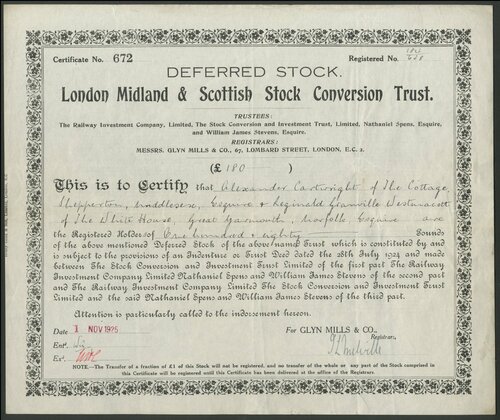 Certificate No. 672
Registered No. 628
DEFERRED STOCK.
London Midland & Scottish Stock Conversion Trust.
TRUSTEES:
The Railway Investment Company, Limited, The Stock Conversion and Investment Trust, Limited, Nathaniel Spens, Esquire,
and William James Stevens, Esquire.
REGISTRARS:
MESSRS. GLYN MILLS & CO., 67, LOMBARD STREET, LONDON, E.C. 2.
(£ 180 )
This is to Certify that Alexander Cartwright of The Cottage,
Shepperton, Middlesex, Esquire & Reginald Granville Westmacott
of The White House, Great Yarmouth, Norfolk Esquire are
the Registered Holders of One hundred & eighty Pounds
of the above mentioned Deferred Stock of the above name Trust which is constituted by and
is subject to the provisions of an Indenture or Trust Deed dated the 28th July 1924 and made
between The Stock Conversion and Investment Trust Limited of the first part The Railway
Investment Company Limited Nathaniel Spens and William James Stevens of the second part
and The Railway Investment Company Limited The Stock Conversion and Investment Trust
Limited and the said Nathaniel Spens and William James Stevens of the third part.
Attention is particularly called to the indorsement hereon.
Date 1 NOV 1925
For GLYN MILLS & CO.,
Registrars,
Entd.
Exd.
NOTE.—The Transfer of a fraction of £1 of this Stock will not be registered, and no transfer of the whole or any part of the Stock comprised in
this Certificate will be registered until this Certificate has been delivered at the office of the Registrars.